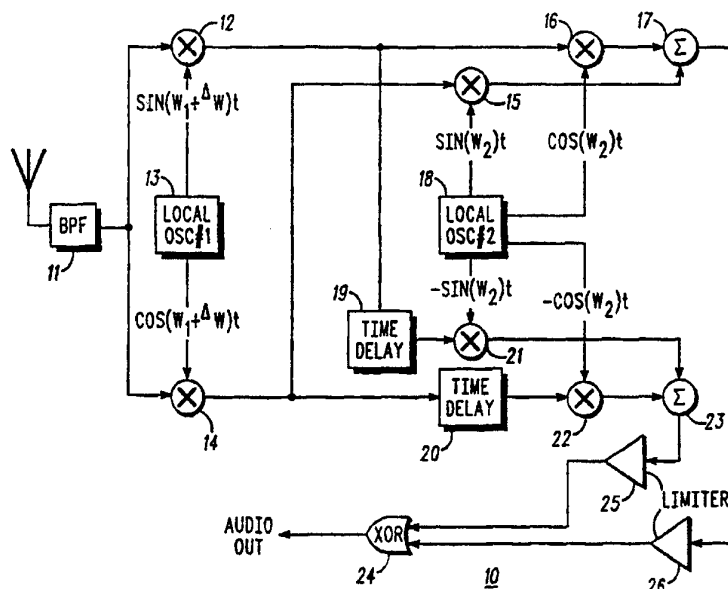 12
16
17
X
X
Σ
SIN(W₁+ΔW)t
X
15
SIN(W₂)t
COS(W₂)t
13
LOCAL
OSC#1
18
LOCAL
OSC#2
BPF
11
COS(W₁+ΔW)t
-SIN(W₂)t
-COS(W₂)t
19
TIME
DELAY
X
21
X
14
TIME
DELAY
20
X
22
Σ
23
25
LIMITER
AUDIO
OUT
XOR
24
10
26